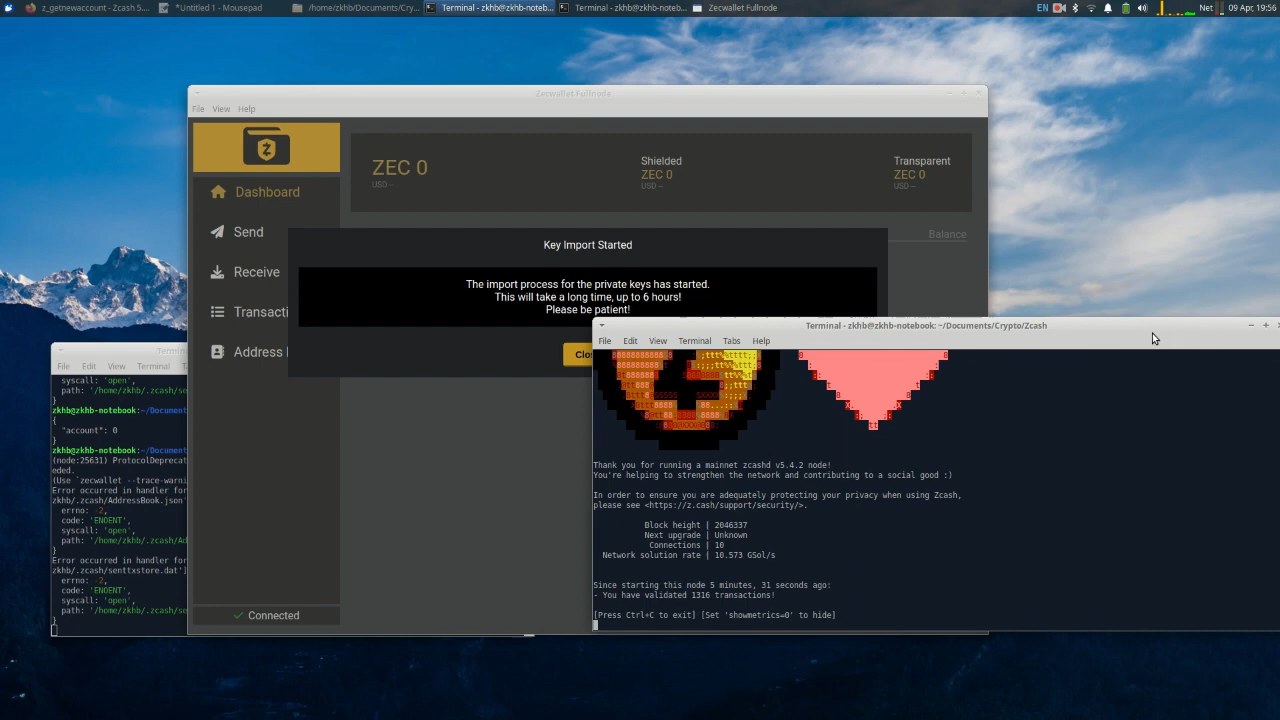 z_getnewaccount - Zcash 5....
*Untitled 1 - Mousepad
/home/zkhb/Documents/Cry...
Terminal - zkhb@zkhb-noteb...
Terminal - zkhb@zkhb-noteb...
Zecwallet Fullnode
EN
Net
09 Apr, 19:56
Zecwallet Fullnode
File View Help
ZEC 0
USD --
Shielded
ZEC 0
USD --
Transparent
ZEC 0
USD --
Dashboard
Send
Receive
Transacti
Address
Balance
Connected
Key Import Started
The import process for the private keys has started.
This will take a long time, up to 6 hours!
Please be patient!
Clos
Termin
File Edit View Terminal T
syscall: 'open',
path: '/home/zkhb/.zcash/se
}
zkhb@zkhb-notebook:~/Document
{
"account": 0
}
zkhb@zkhb-notebook:~/Document
(node:25631) ProtocolDeprecat
eded.
(Use `zecwallet --trace-warni
Error occurred in handler for
zkhb/.zcash/AddressBook.json'
errno: -2,
code: 'ENOENT',
syscall: 'open',
path: '/home/zkhb/.zcash/Ad
}
Error occurred in handler for
zkhb/.zcash/senttxstore.dat']
errno: -2,
code: 'ENOENT',
syscall: 'open',
path: '/home/zkhb/.zcash/se
}
Terminal - zkhb@zkhb-notebook: ~/Documents/Crypto/Zcash
File Edit View Terminal Tabs Help
Thank you for running a mainnet zcashd v5.4.2 node!
You're helping to strengthen the network and contributing to a social good :)
In order to ensure you are adequately protecting your privacy when using Zcash,
please see <https://z.cash/support/security/>.
Block height | 2046337
Next upgrade | Unknown
Connections | 10
Network solution rate | 10.573 GSol/s
Since starting this node 5 minutes, 31 seconds ago:
- You have validated 1316 transactions!
[Press Ctrl+C to exit] [Set 'showmetrics=0' to hide]